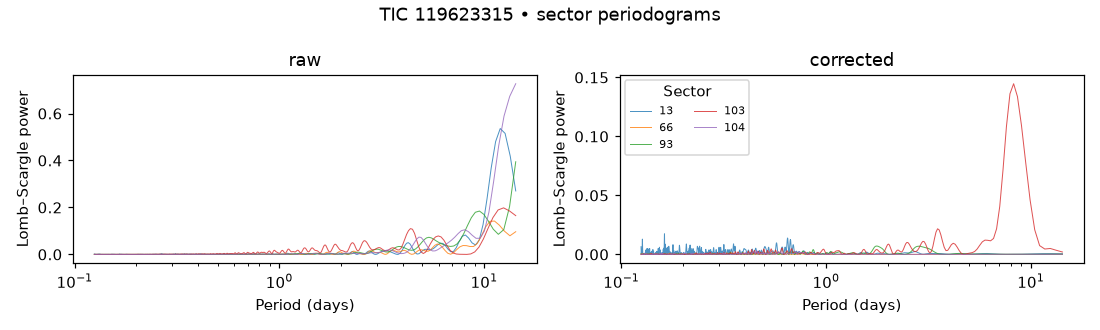 TIC 119623315 • sector periodograms
raw
corrected
Lomb–Scargle power
0.6
0.4
0.2
0.0
10⁻¹
10⁰
10¹
Period (days)
Lomb–Scargle power
0.15
0.10
0.05
0.00
Sector
13
66
93
103
104
10⁻¹
10⁰
10¹
Period (days)